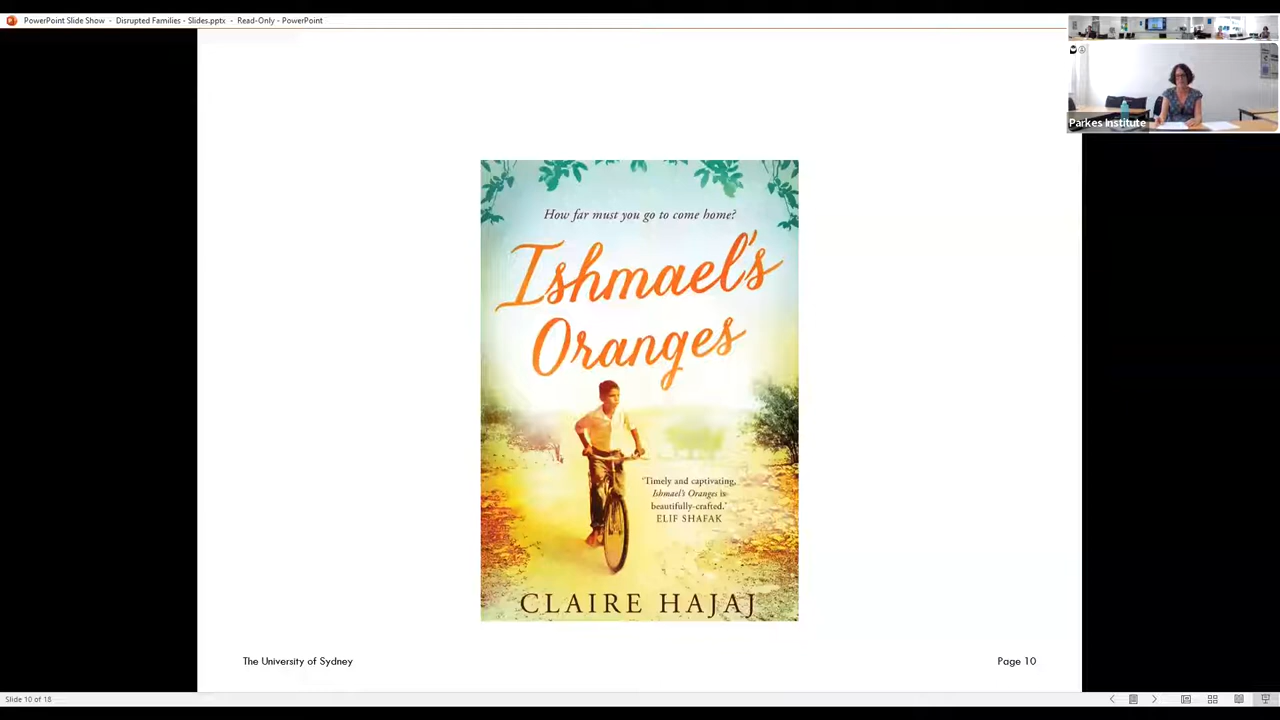 PowerPoint Slide Show - Disrupted Families - Slides.pptx - Read-Only - PowerPoint
Parkes Institute
How far must you go to come home?
Ishmael's
Oranges
'Timely and captivating,
Ishmael's Oranges is
beautifully-crafted.'
ELIF SHAFAK
CLAIRE HAJAJ
The University of Sydney
Page 10
Slide 10 of 18